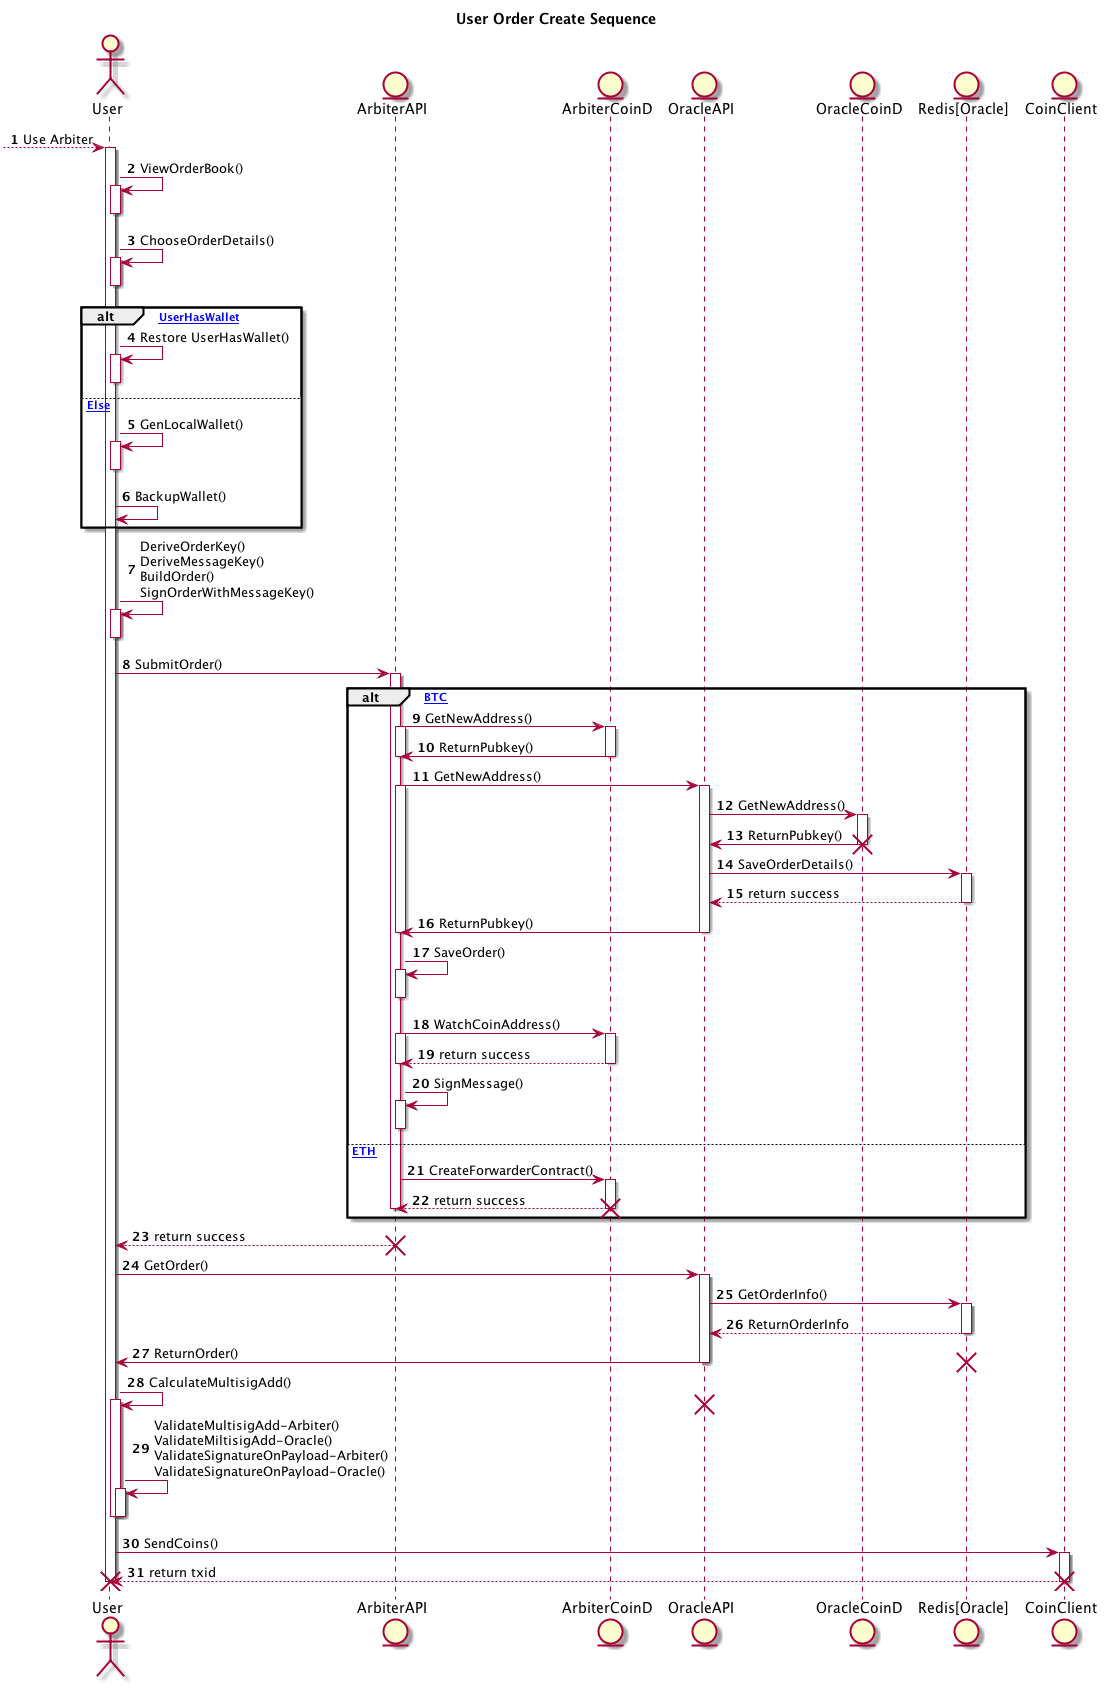 User Order Create Sequence
User
ArbiterAPI
ArbiterCoinD
OracleAPI
OracleCoinD
Redis[Oracle]
CoinClient
1 Use Arbiter
2 ViewOrderBook()
3 ChooseOrderDetails()
alt UserHasWallet
4 Restore UserHasWallet()
Else
5 GenLocalWallet()
6 BackupWallet()
DeriveOrderKey()
DeriveMessageKey()
7 BuildOrder()
SignOrderWithMessageKey()
8 SubmitOrder()
alt BTC
9 GetNewAddress()
10 ReturnPubkey()
11 GetNewAddress()
12 GetNewAddress()
13 ReturnPubkey()
14 SaveOrderDetails()
15 return success
16 ReturnPubkey()
17 SaveOrder()
18 WatchCoinAddress()
19 return success
20 SignMessage()
ETH
21 CreateForwarderContract()
22 return success
23 return success
24 GetOrder()
25 GetOrderInfo()
26 ReturnOrderInfo
27 ReturnOrder()
28 CalculateMultisigAdd()
ValidateMultisigAdd-Arbiter()
ValidateMiltisigAdd-Oracle()
29 ValidateSignatureOnPayload-Arbiter()
ValidateSignatureOnPayload-Oracle()
30 SendCoins()
31 return txid
User
ArbiterAPI
ArbiterCoinD
OracleAPI
OracleCoinD
Redis[Oracle]
CoinClient